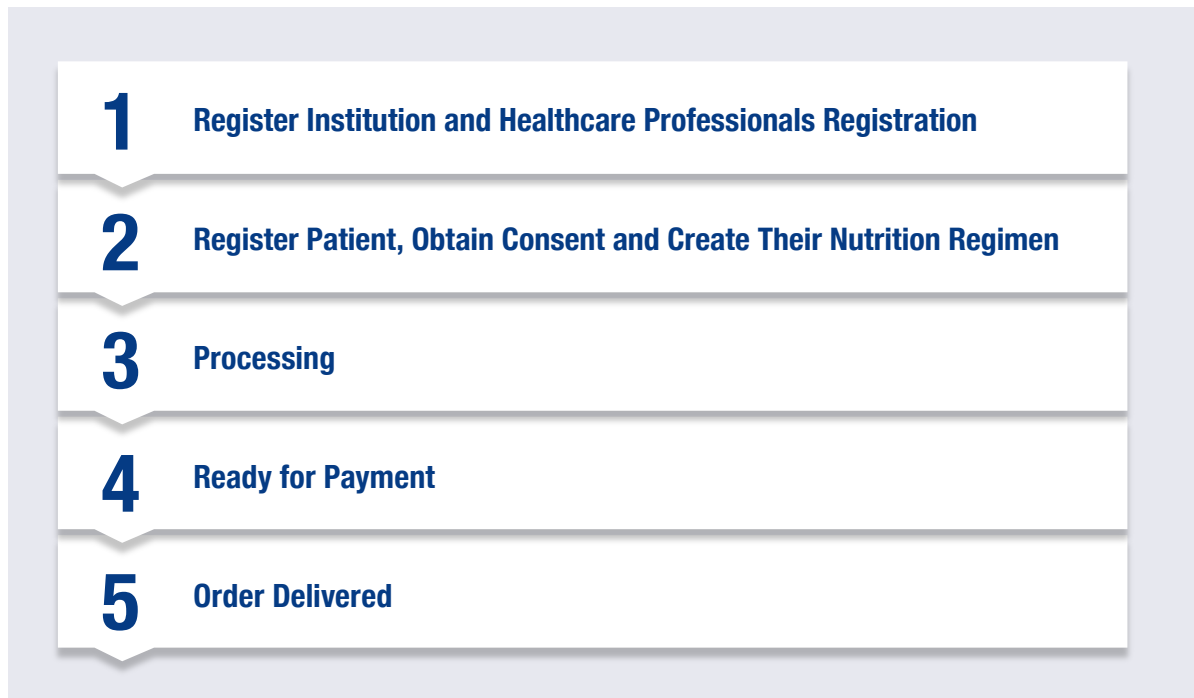 1
Register Institution and Healthcare Professionals Registration
2
Register Patient, Obtain Consent and Create Their Nutrition Regimen
3
Processing
4
Ready for Payment
5
Order Delivered